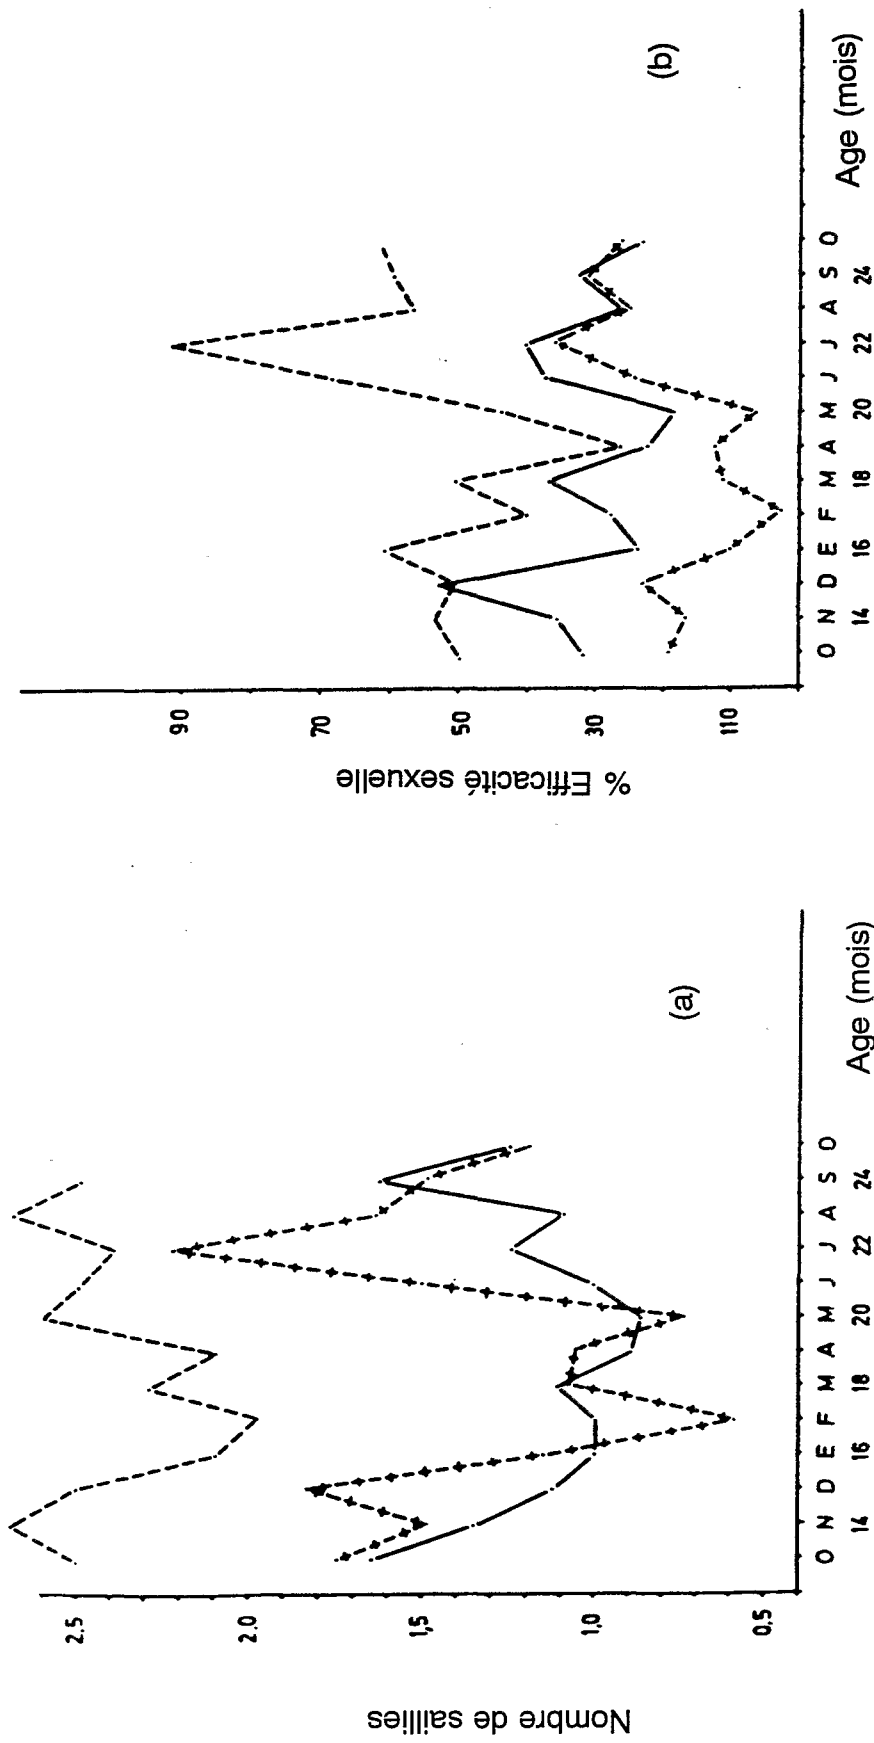 Nombre de saillies
2.5
2.0
1,5
1,0
0,5
O N D E F M A M J J A S O
14 16 18 20 22 24
Age (mois)
(a)
% Efficacité sexuelle
90
70
50
30
110
O N D E F M A M J J A S O
14 16 18 20 22 24
Age (mois)
(b)